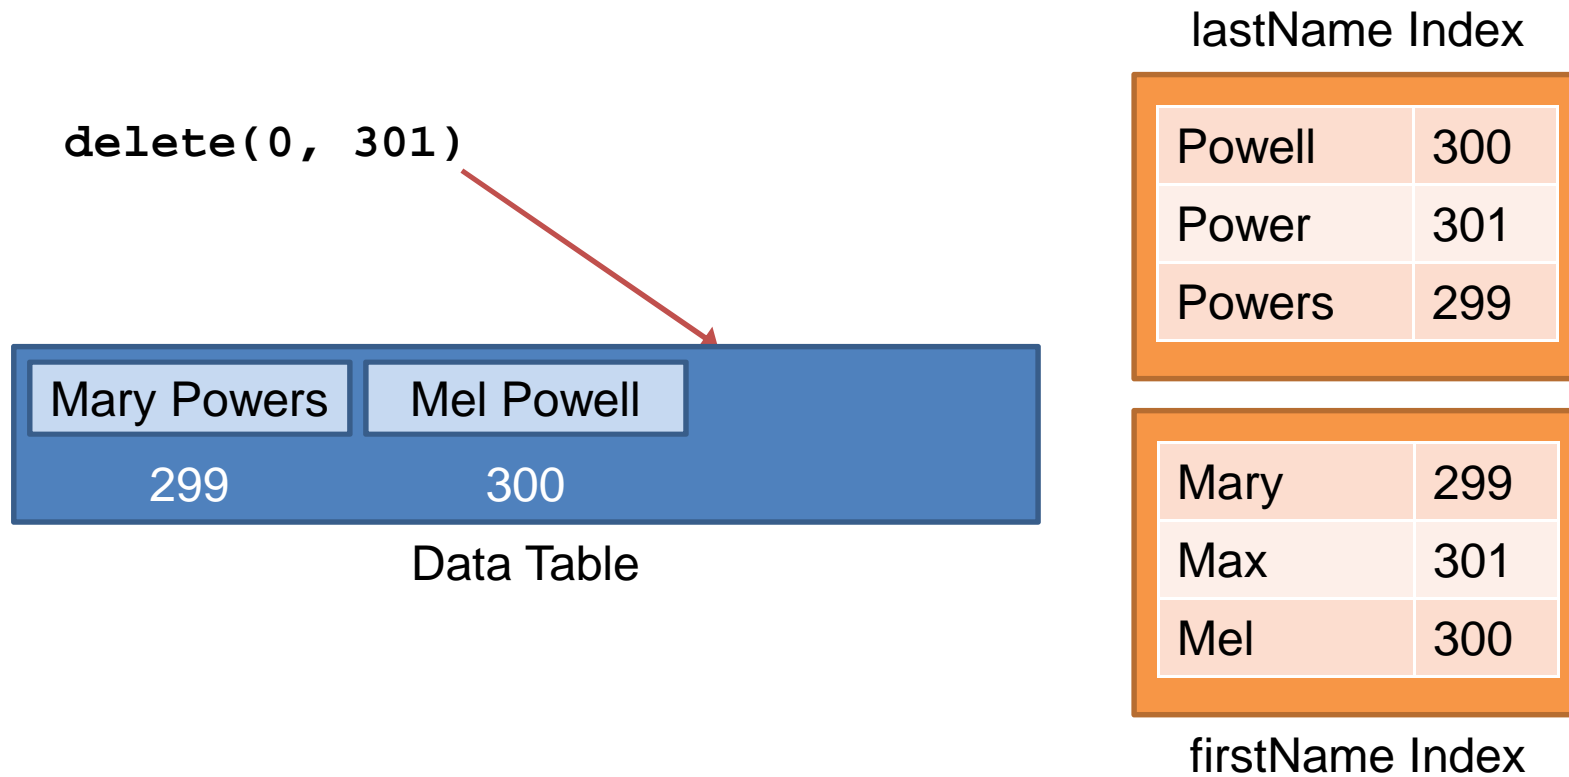 lastName Index
delete(0, 301)
Powell 300
Power 301
Powers 299
Mary Powers Mel Powell
299 300
Data Table
Mary 299
Max 301
Mel 300
firstName Index